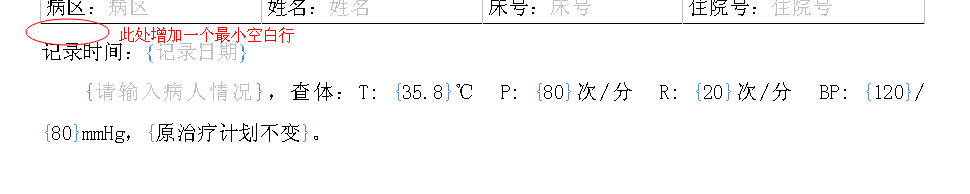 病区：病区 姓名：姓名 床号：床号 住院号：住院号
此处增加一个最小空白行
记录时间：{记录日期}
{请输入病人情况}，查体：T: {35.8}℃ P: {80}次/分 R: {20}次/分 BP: {120}/
{80}mmHg，{原治疗计划不变}。